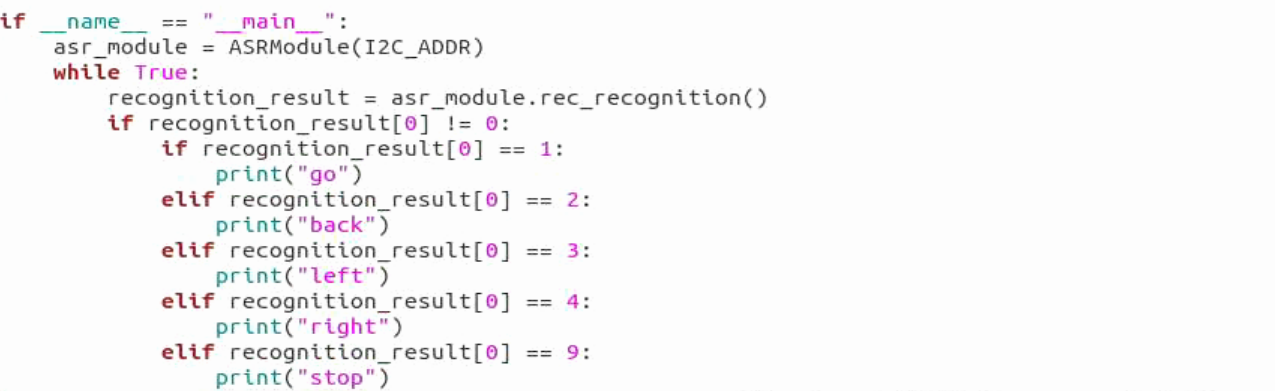 if __name__ == "__main__":
    asr_module = ASRModule(I2C_ADDR)
    while True:
        recognition_result = asr_module.rec_recognition()
        if recognition_result[0] != 0:
            if recognition_result[0] == 1:
                print("go")
            elif recognition_result[0] == 2:
                print("back")
            elif recognition_result[0] == 3:
                print("left")
            elif recognition_result[0] == 4:
                print("right")
            elif recognition_result[0] == 9:
                print("stop")